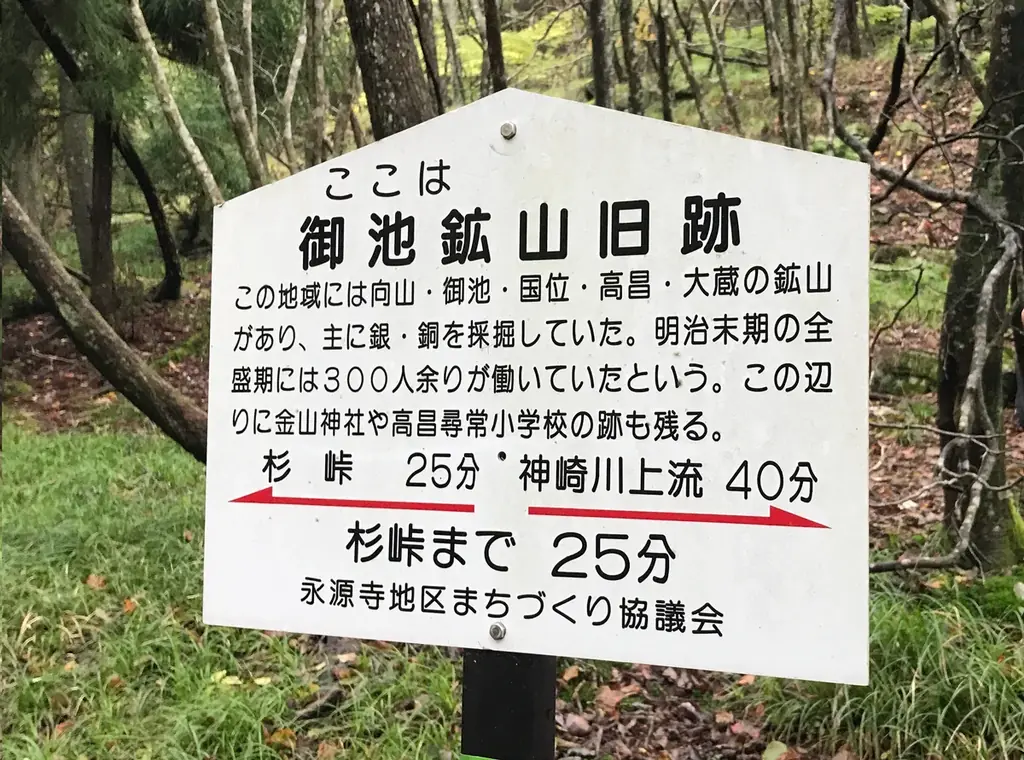 ここは
御池鉱山旧跡
この地域には向山・御池・国位・高昌・大蔵の鉱山
があり、主に銀・銅を採掘していた。明治末期の全
盛期には300人余りが働いていたという。この辺
りに金山神社や高昌尋常小学校の跡も残る。
杉峠 25分 神崎川上流 40分
杉峠まで 25分
永源寺地区まちづくり協議会